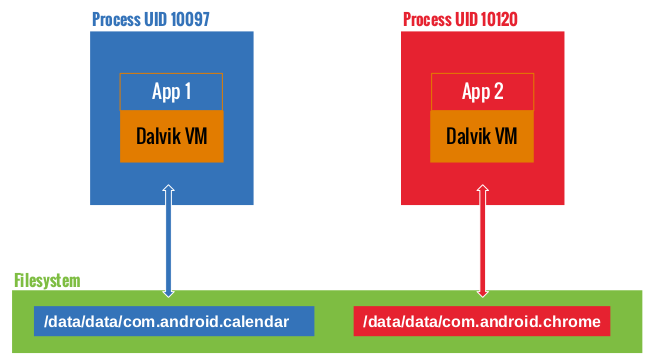 Process UID 10097
Process UID 10120
App 1
App 2
Dalvik VM
Dalvik VM
Filesystem
/data/data/com.android.calendar
/data/data/com.android.chrome